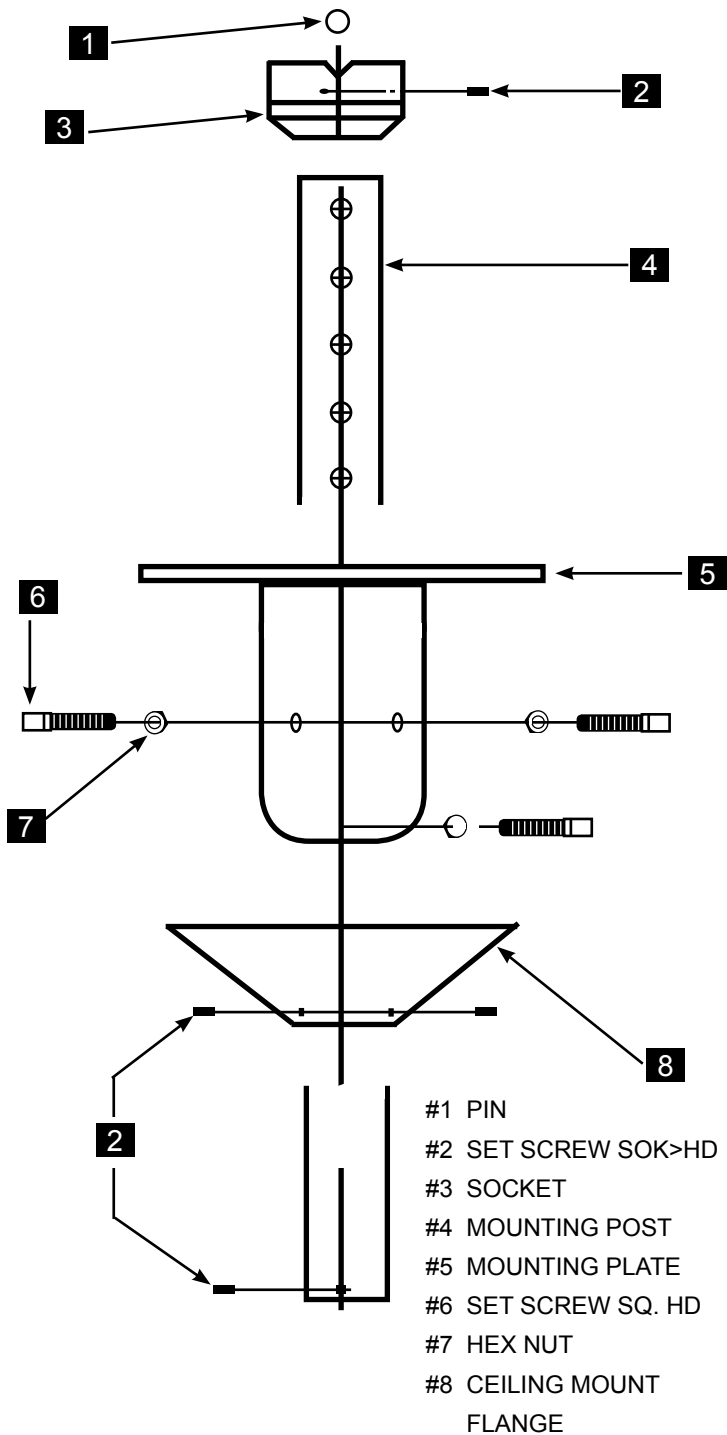 1
2
3
4
5
6
7
8
2
#1 PIN
#2 SET SCREW SOK>HD
#3 SOCKET
#4 MOUNTING POST
#5 MOUNTING PLATE
#6 SET SCREW SQ. HD
#7 HEX NUT
#8 CEILING MOUNT
FLANGE